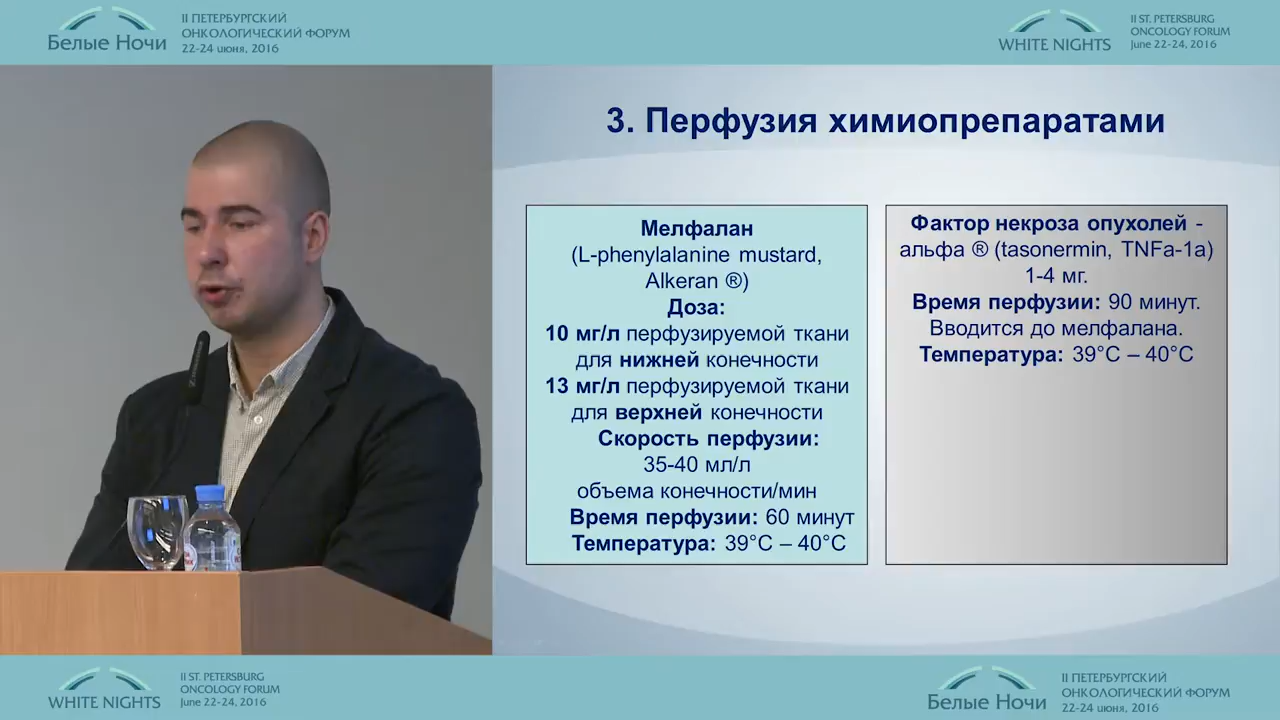 Белые Ночи
II ПЕТЕРБУРГСКИЙ
ОНКОЛОГИЧЕСКИЙ ФОРУМ
22-24 июня, 2016
WHITE NIGHTS
II ST. PETERSBURG
ONCOLOGY FORUM
June 22-24, 2016
3. Перфузия химиопрепаратами
Мелфалан
(L-phenylalanine mustard,
Alkeran ®)
Доза:
10 мг/л перфузируемой ткани
для нижней конечности
13 мг/л перфузируемой ткани
для верхней конечности
Скорость перфузии:
35-40 мл/л
объема конечности/мин
Время перфузии: 60 минут
Температура: 39°C – 40°C
Фактор некроза опухолей -
альфа ® (tasonermin, TNFa-1a)
1-4 мг.
Время перфузии: 90 минут.
Вводится до мелфалана.
Температура: 39°C – 40°C
WHITE NIGHTS
II ST. PETERSBURG
ONCOLOGY FORUM
June 22-24, 2016
Белые Ночи
II ПЕТЕРБУРГСКИЙ
ОНКОЛОГИЧЕСКИЙ ФОРУМ
22-24 июня, 2016